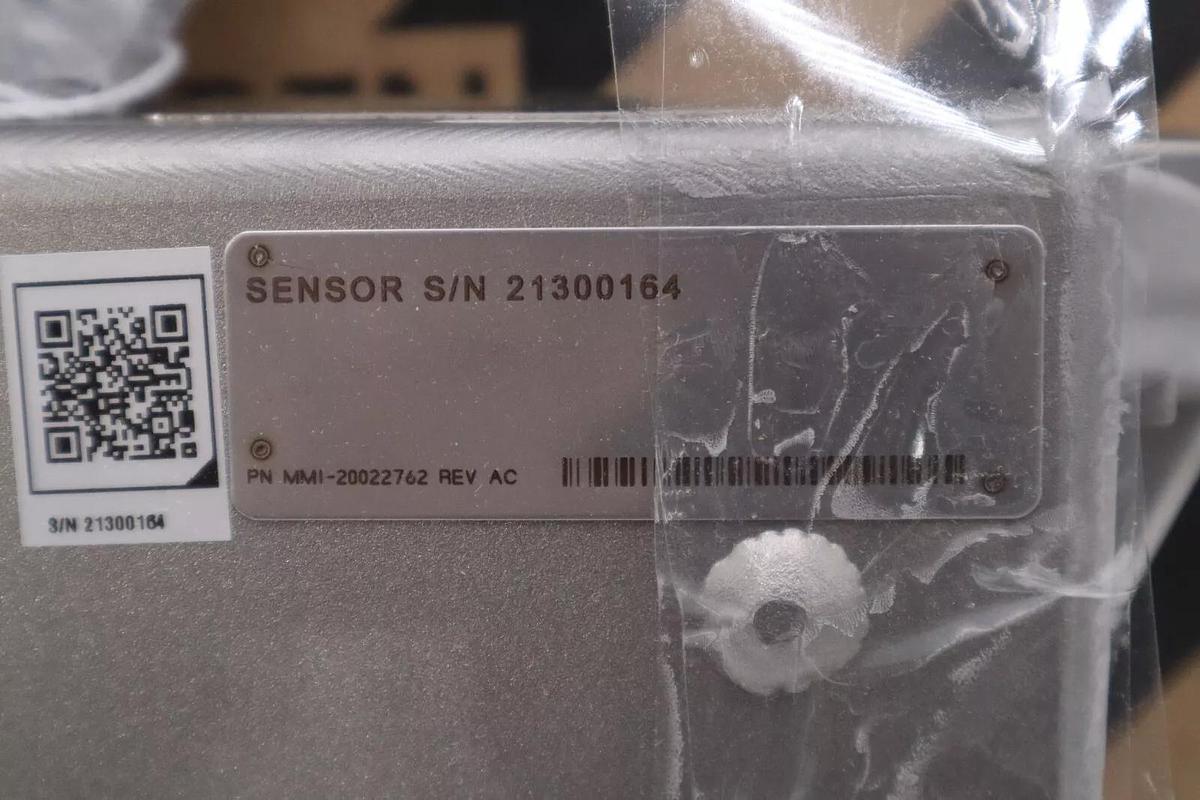 SENSOR S/N 21300164
PN MMI-20022762 REV AC
S/N 21300164